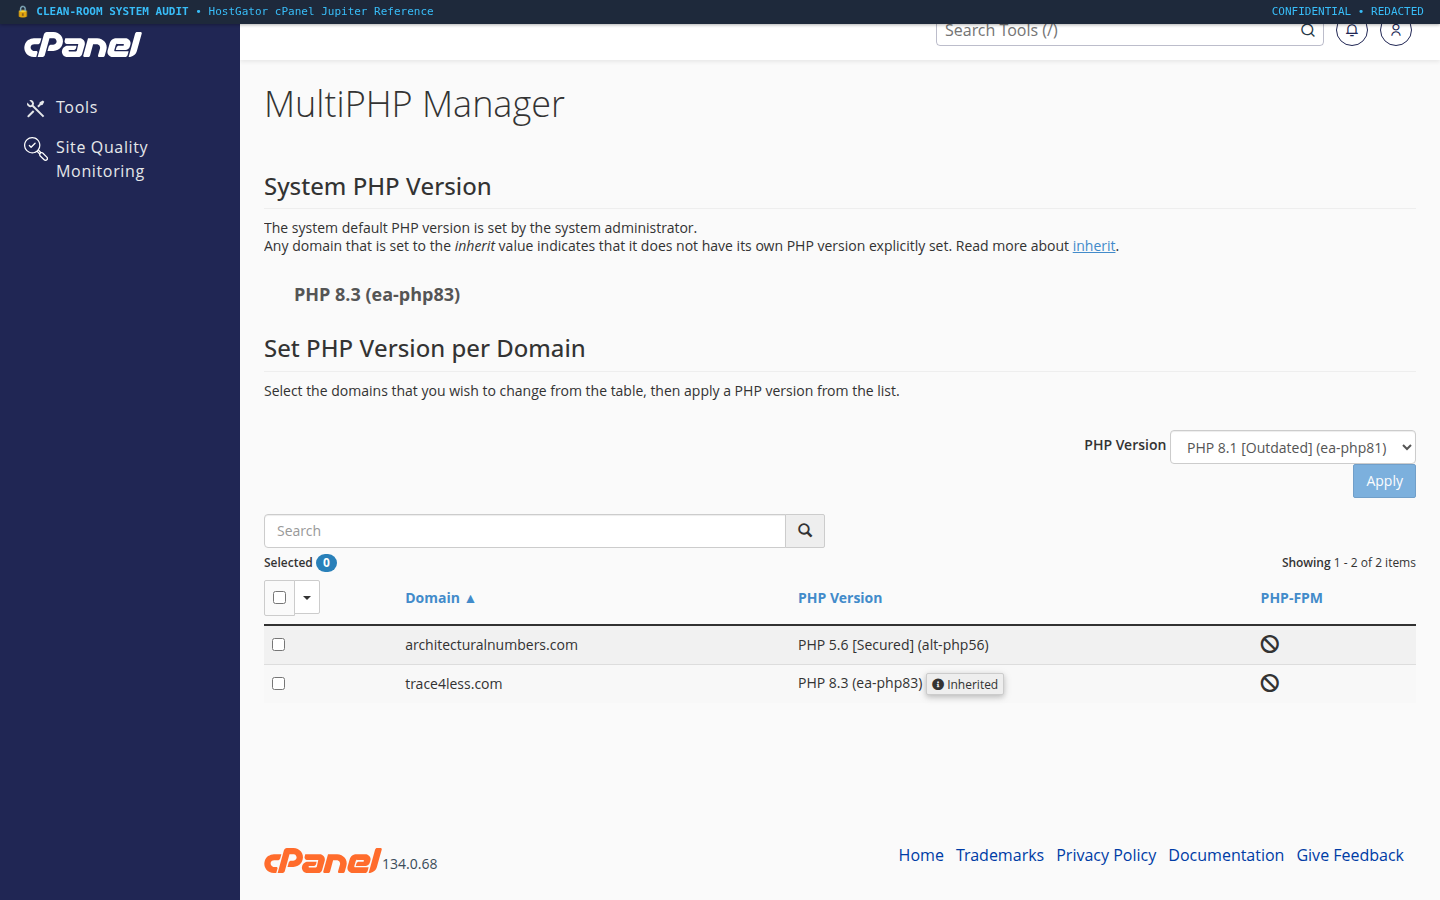 🔒 CLEAN-ROOM SYSTEM AUDIT • HostGator cPanel Jupiter Reference
CONFIDENTIAL • REDACTED
cPanel
Search Tools (/)
Tools
Site Quality
Monitoring
MultiPHP Manager
System PHP Version
The system default PHP version is set by the system administrator.
Any domain that is set to the inherit value indicates that it does not have its own PHP version explicitly set. Read more about inherit.
PHP 8.3 (ea-php83)
Set PHP Version per Domain
Select the domains that you wish to change from the table, then apply a PHP version from the list.
PHP Version PHP 8.1 [Outdated] (ea-php81)
Apply
Search
Selected 0
Showing 1 - 2 of 2 items
Domain ▲ PHP Version PHP-FPM
architecturalnumbers.com PHP 5.6 [Secured] (alt-php56)
trace4less.com PHP 8.3 (ea-php83) Inherited
cPanel 134.0.68
Home Trademarks Privacy Policy Documentation Give Feedback